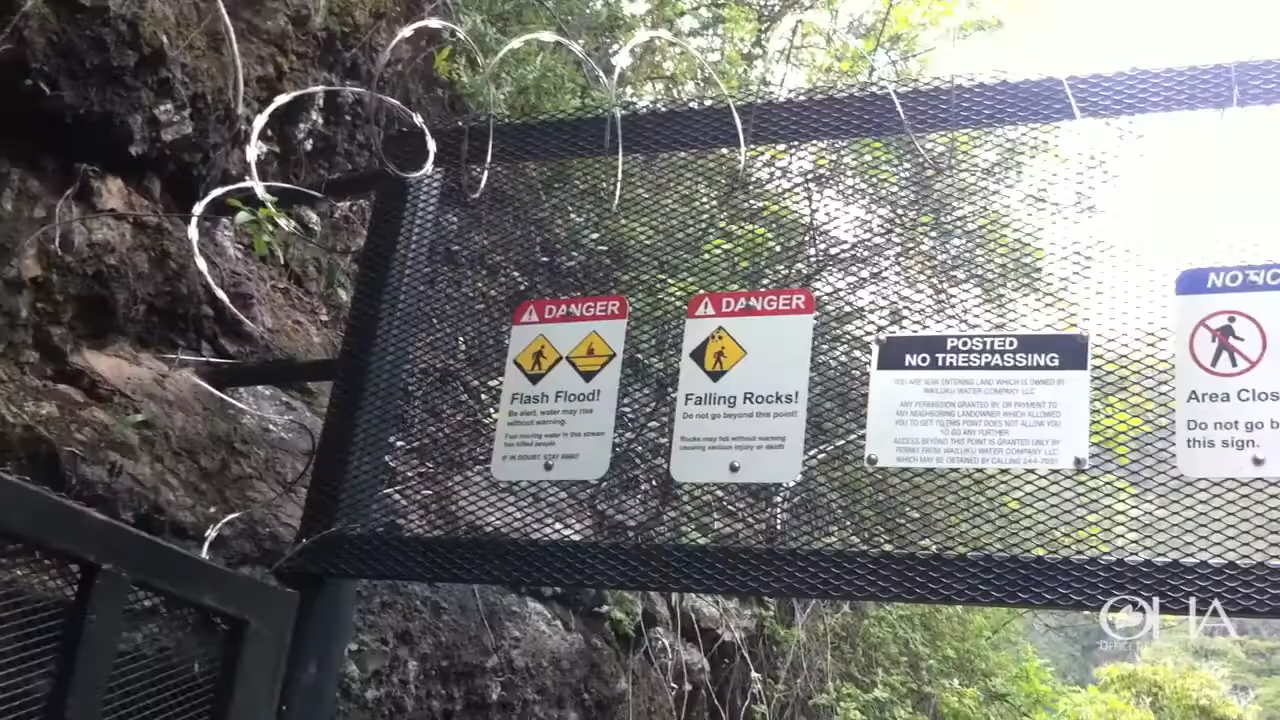 DANGER
Flash Flood!
Be alert, water may rise
without warning.
Fast moving water in this stream
has killed people.
IF IN DOUBT, STAY AWAY!
DANGER
Falling Rocks!
Do not go beyond this point!
Rocks may fall without warning
causing serious injury or death
POSTED
NO TRESPASSING
YOU ARE NOW ENTERING LAND WHICH IS OWNED BY
WAILUKU WATER COMPANY LLC
ANY PERMISSION GRANTED BY, OR PAYMENT TO
ANY NEIGHBORING LANDOWNER WHICH ALLOWED
YOU TO GET TO THIS POINT DOES NOT ALLOW YOU
TO GO ANY FURTHER.
ACCESS BEYOND THIS POINT IS GRANTED ONLY BY
PERMIT FROM WAILUKU WATER COMPANY LLC
WHICH MAY BE OBTAINED BY CALLING 244-7051
NOTIC
Area Clos
Do not go b
this sign.
OHA
OFFICE